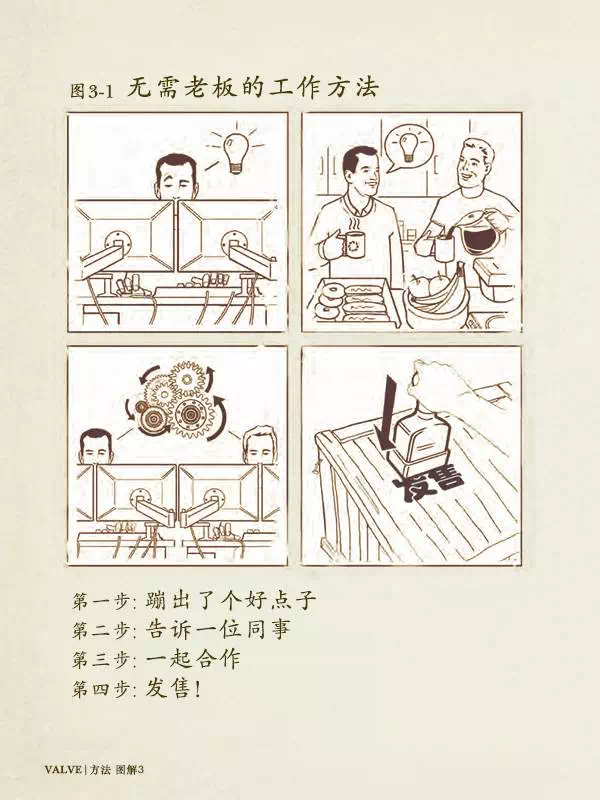 图3-1 无需老板的工作方法
发售
第一步: 蹦出了个好点子
第二步: 告诉一位同事
第三步: 一起合作
第四步: 发售!
VALVE | 方法 图解3